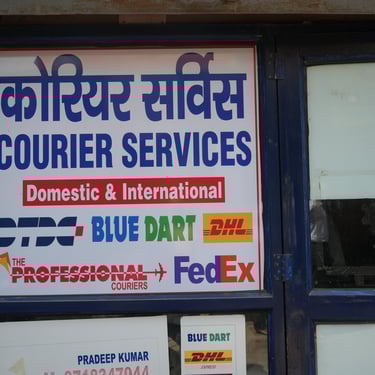 कोरियर सर्विस
COURIER SERVICES
Domestic & International
DTDC BLUE DART DHL
THE PROFESSIONAL COURIERS FedEx
PRADEEP KUMAR
BLUE DART
DHL
EXPRESS